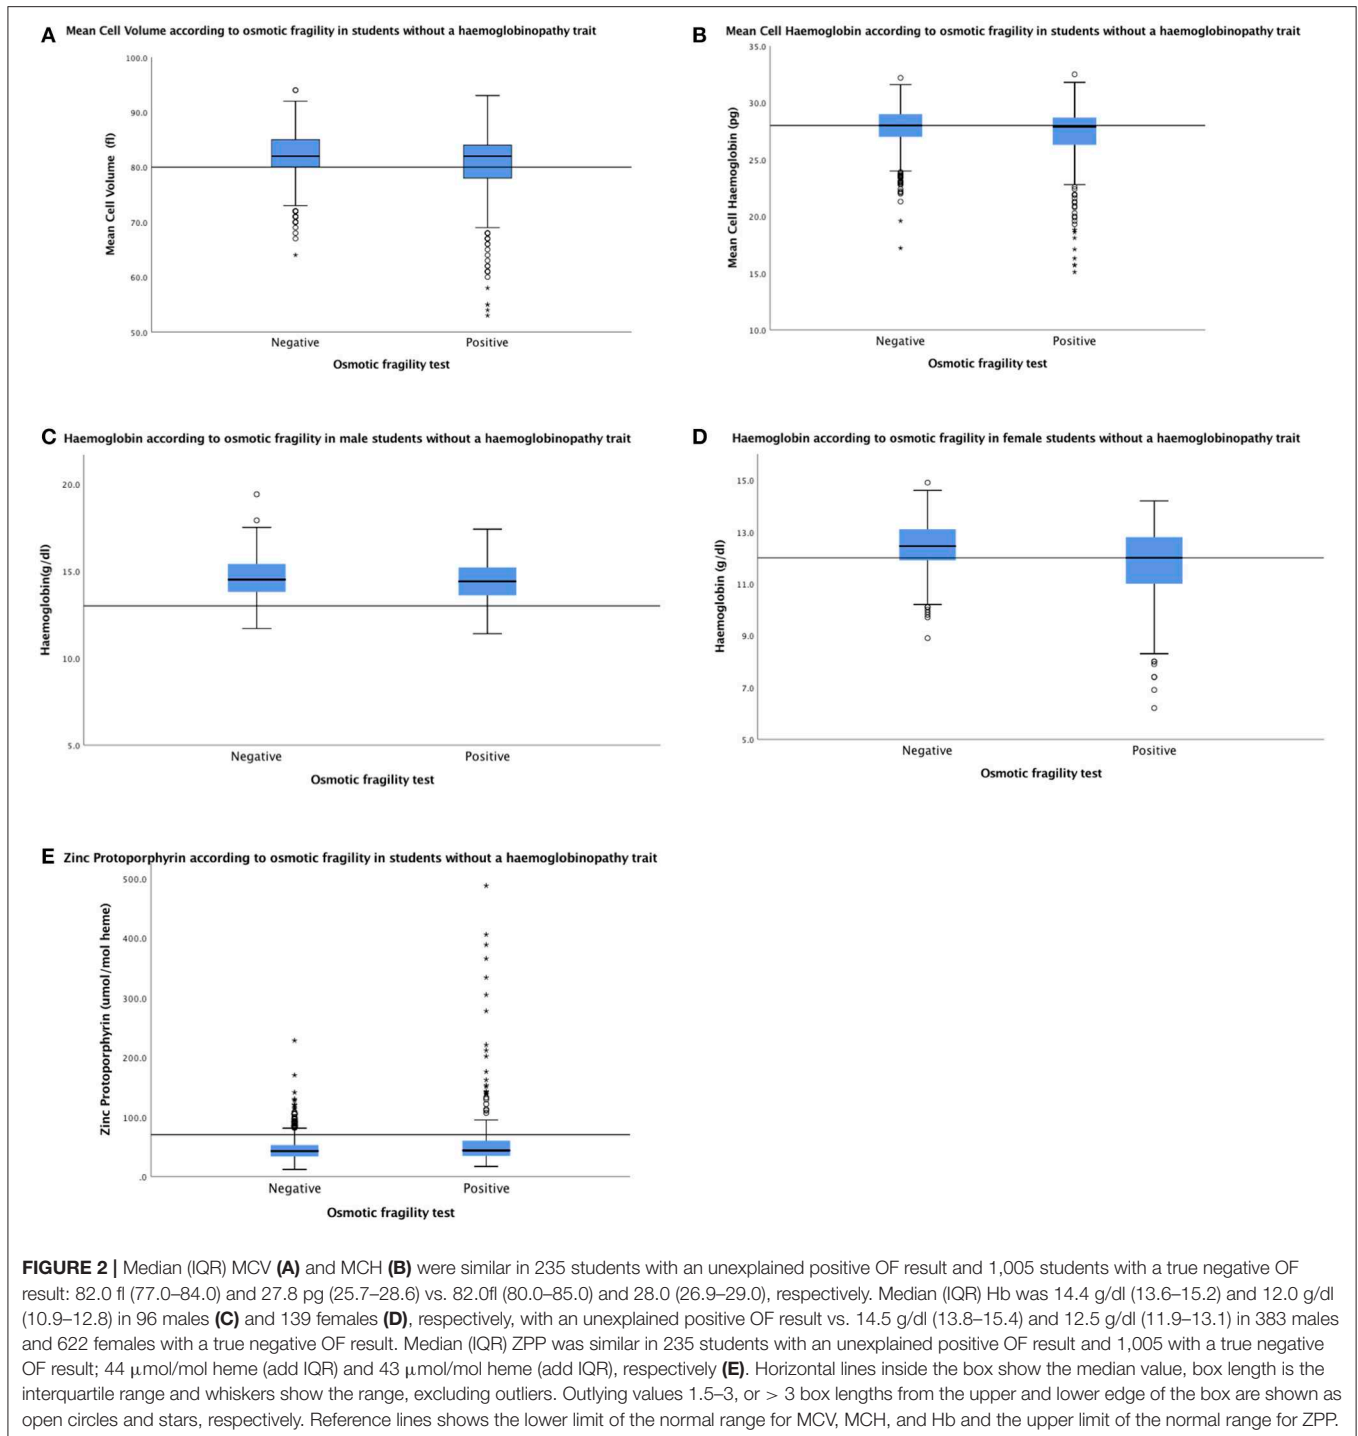 A Mean Cell Volume according to osmotic fragility in students without a haemoglobinopathy trait
100.0
90.0
80.0
70.0
60.0
50.0
Mean Cell Volume (fl)
Negative Positive
Osmotic fragility test
B Mean Cell Haemoglobin according to osmotic fragility in students without a haemoglobinopathy trait
35.0
30.0
25.0
20.0
15.0
10.0
Mean Cell Haemoglobin (pg)
Negative Positive
Osmotic fragility test
C Haemoglobin according to osmotic fragility in male students without a haemoglobinopathy trait
20.0
15.0
10.0
5.0
Haemoglobin(g/dl)
Negative Positive
Osmotic fragility test
D Haemoglobin according to osmotic fragility in female students without a haemoglobinopathy trait
15.0
13.0
11.0
9.0
7.0
5.0
Haemoglobin (g/dl)
Negative Positive
Osmotic fragility test
E Zinc Protoporphyrin according to osmotic fragility in students without a haemoglobinopathy trait
500.0
400.0
300.0
200.0
100.0
.0
Zinc Protoporphyrin (umol/mol heme)
Negative Positive
Osmotic fragility test
FIGURE 2 | Median (IQR) MCV (A) and MCH (B) were similar in 235 students with an unexplained positive OF result and 1,005 students with a true negative OF
result: 82.0 fl (77.0–84.0) and 27.8 pg (25.7–28.6) vs. 82.0fl (80.0–85.0) and 28.0 (26.9–29.0), respectively. Median (IQR) Hb was 14.4 g/dl (13.6–15.2) and 12.0 g/dl
(10.9–12.8) in 96 males (C) and 139 females (D), respectively, with an unexplained positive OF result vs. 14.5 g/dl (13.8–15.4) and 12.5 g/dl (11.9–13.1) in 383 males
and 622 females with a true negative OF result. Median (IQR) ZPP was similar in 235 students with an unexplained positive OF result and 1,005 with a true negative
OF result; 44 μmol/mol heme (add IQR) and 43 μmol/mol heme (add IQR), respectively (E). Horizontal lines inside the box show the median value, box length is the
interquartile range and whiskers show the range, excluding outliers. Outlying values 1.5–3, or > 3 box lengths from the upper and lower edge of the box are shown as
open circles and stars, respectively. Reference lines shows the lower limit of the normal range for MCV, MCH, and Hb and the upper limit of the normal range for ZPP.